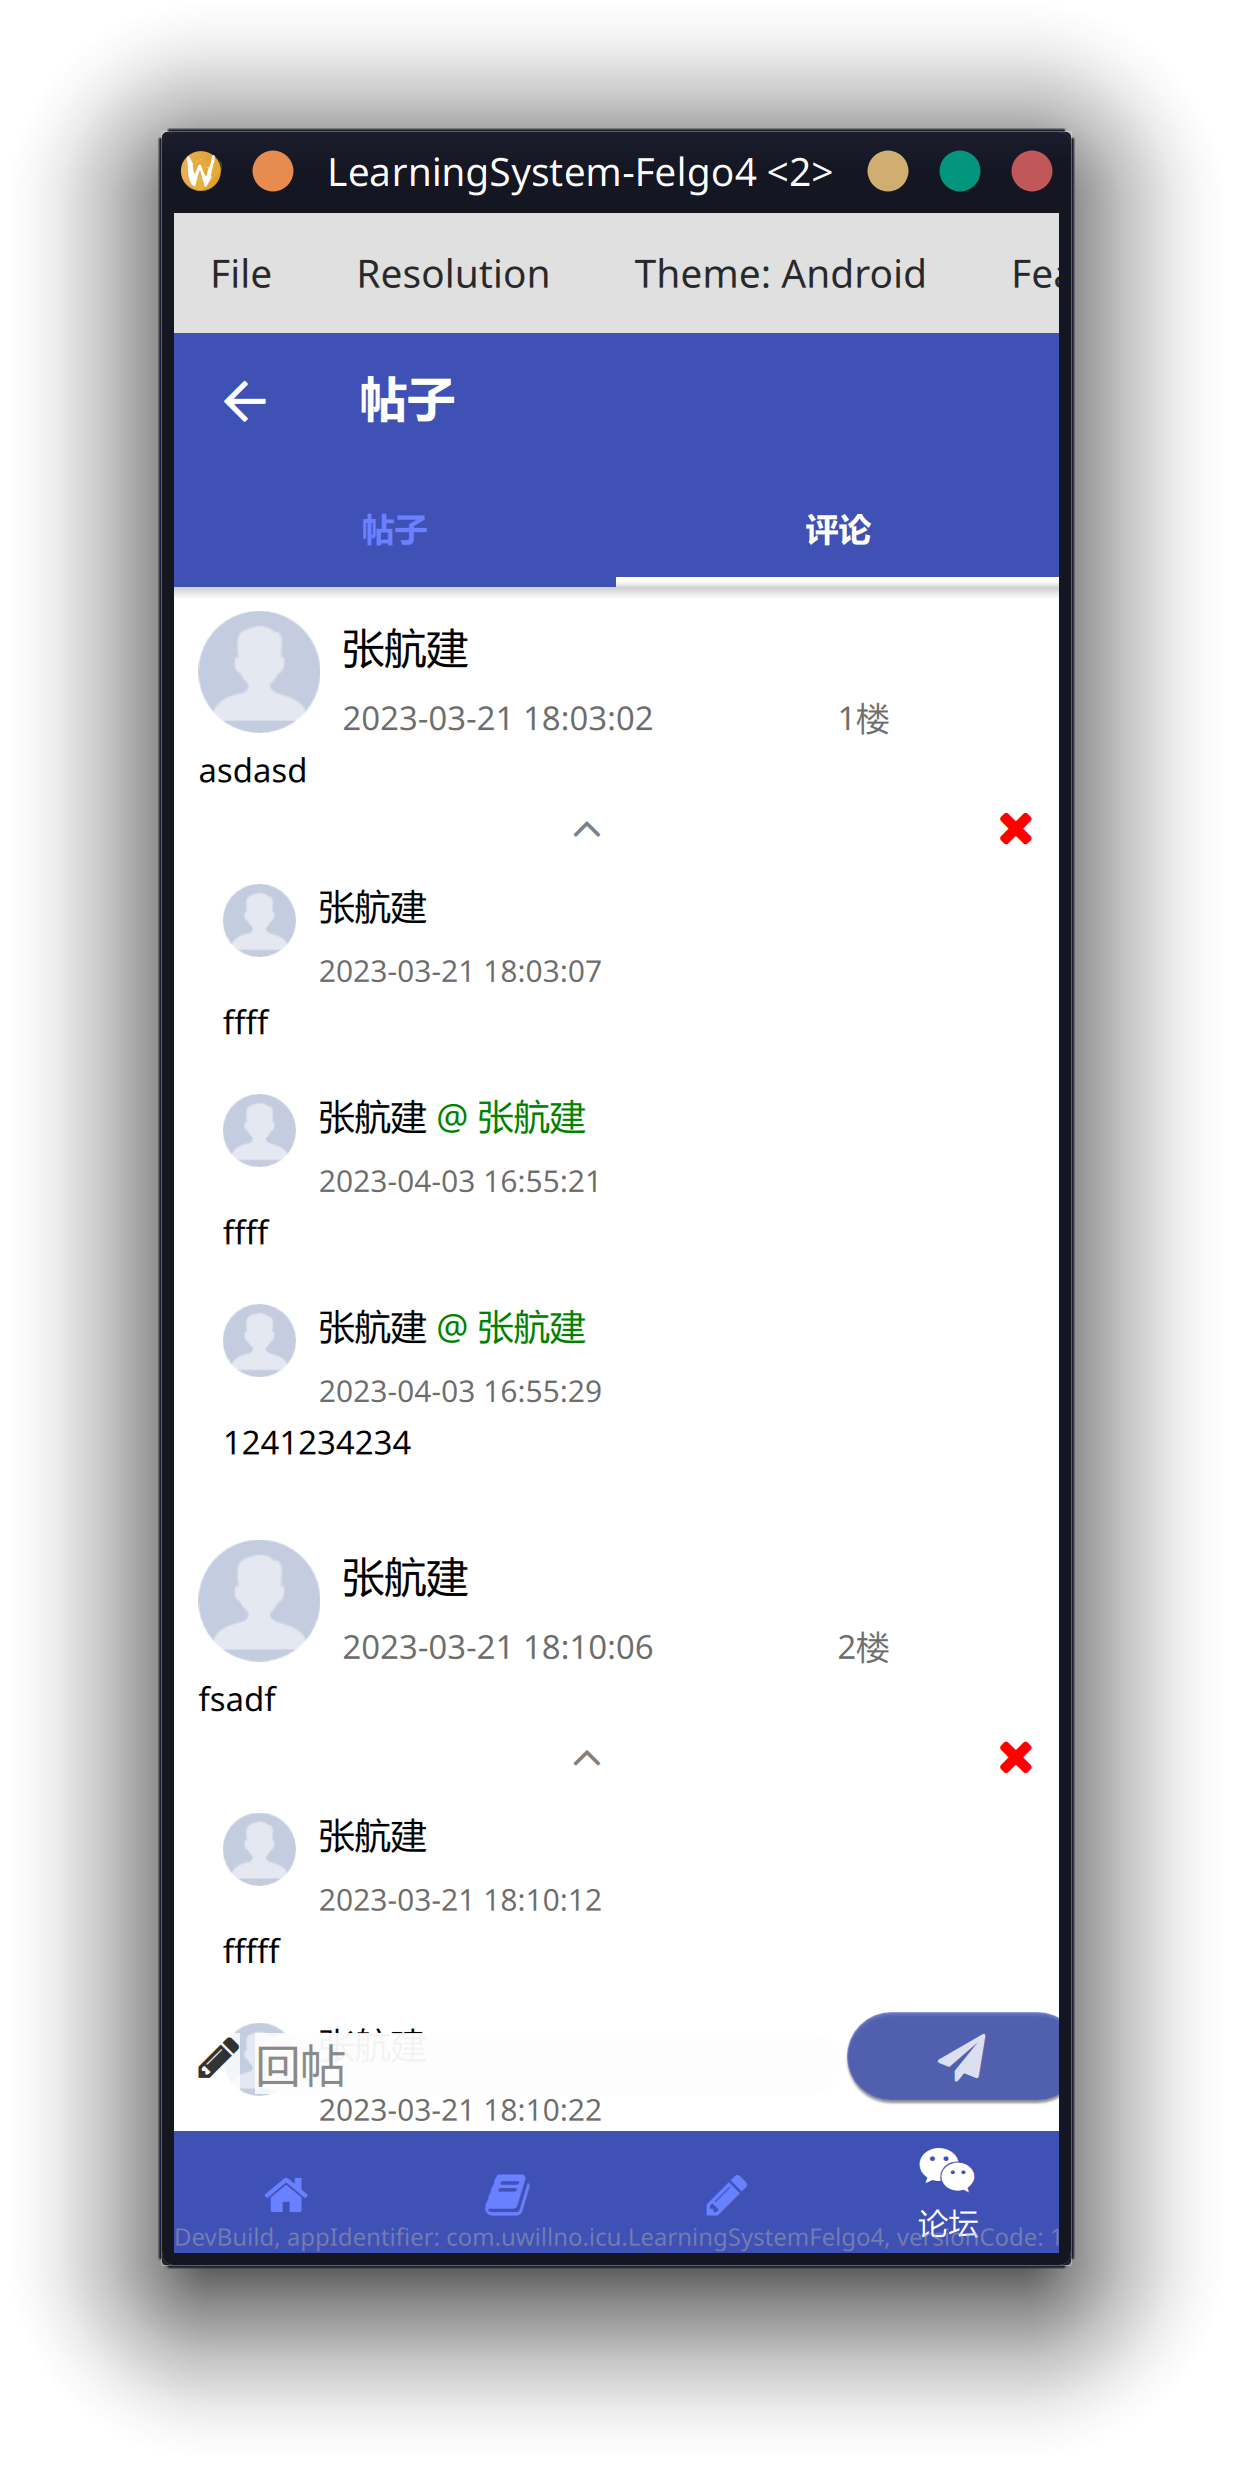 LearningSystem-Felgo4 <2>
File Resolution Theme: Android Fea
帖子
帖子 评论
张航建
2023-03-21 18:03:02 1楼
asdasd
张航建
2023-03-21 18:03:07
ffff
张航建 @ 张航建
2023-04-03 16:55:21
ffff
张航建 @ 张航建
2023-04-03 16:55:29
1241234234
张航建
2023-03-21 18:10:06 2楼
fsadf
张航建
2023-03-21 18:10:12
fffff
张航建
回帖
2023-03-21 18:10:22
论坛
DevBuild, appIdentifier: com.uwillno.icu.LearningSystemFelgo4, versionCode: 1